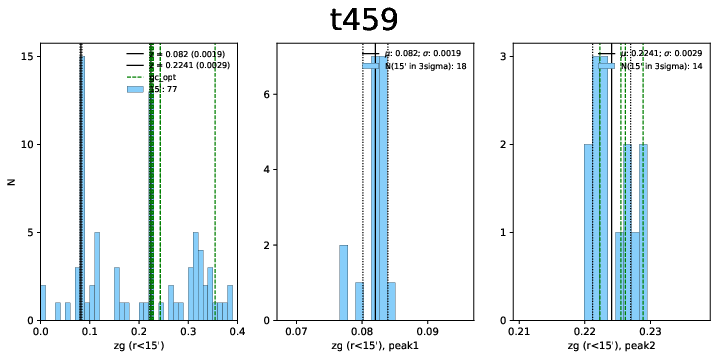 t459
z = 0.082 (0.0019)
z = 0.2241 (0.0029)
gc_opt
15': 77
N
15
10
5
0
0.0 0.1 0.2 0.3 0.4
zg (r<15')
μ: 0.082; σ: 0.0019
N(15' in 3sigma): 18
6
4
2
0
0.07 0.08 0.09
zg (r<15'), peak1
μ: 0.2241; σ: 0.0029
N(15' in 3sigma): 14
3
2
1
0
0.21 0.22 0.23
zg (r<15'), peak2